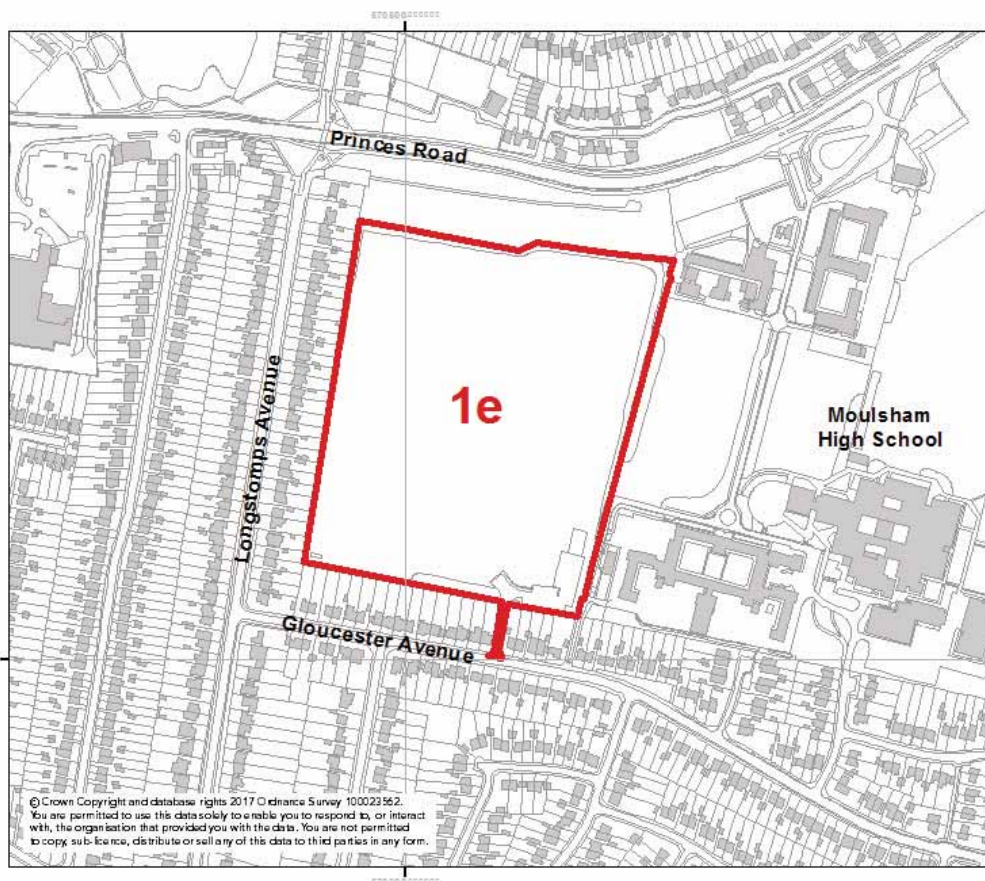 Princes Road
1e
Longstomps Avenue
Moulsham
High School
Gloucester Avenue
© Crown Copyright and database rights 2017 Ordnance Survey 100023562.
You are permitted to use this data solely to enable you to respond to, or interact
with, the organisation that provided you with the data. You are not permitted
to copy, sub-licence, distribute or sell any of this data to third parties in any form.